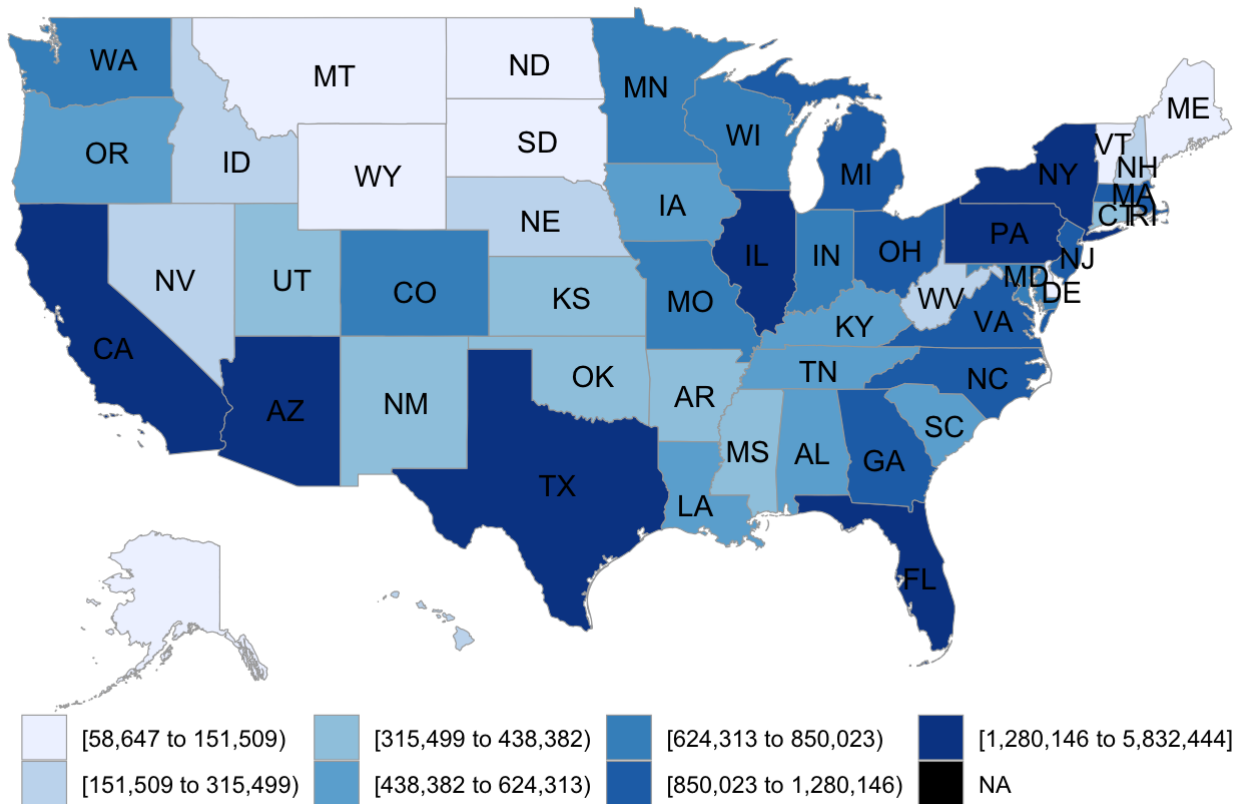 WA
MT
ND
MN
ME
VT
NH
OR
ID
WY
SD
WI
MI
NY
MA
CT
RI
NV
UT
CO
NE
IA
IL
IN
OH
PA
NJ
MD
DE
WV
VA
KS
MO
KY
CA
AZ
NM
OK
AR
TN
NC
SC
MS
AL
GA
TX
LA
FL
[58,647 to 151,509)
[315,499 to 438,382)
[624,313 to 850,023)
[1,280,146 to 5,832,444]
[151,509 to 315,499)
[438,382 to 624,313)
[850,023 to 1,280,146)
NA